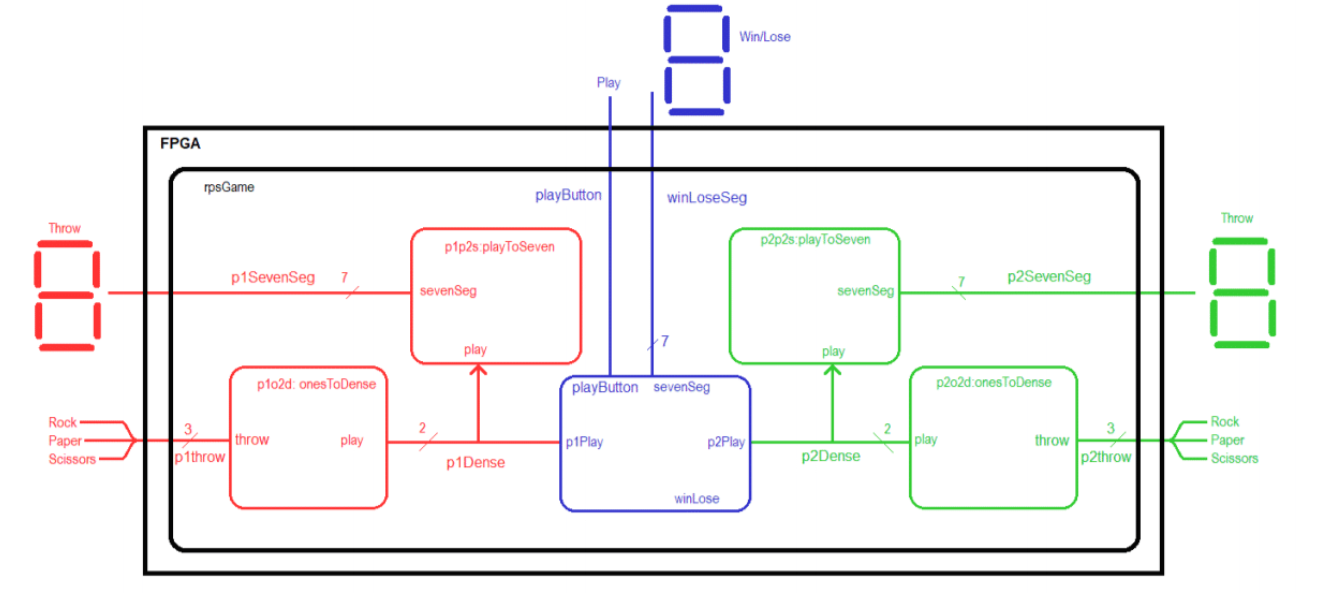 Win/Lose
Play
FPGA
rpsGame
playButton
winLoseSeg
Throw
Throw
p1p2s:playToSeven
p2p2s:playToSeven
p1SevenSeg
7
sevenSeg
sevenSeg
7
p2SevenSeg
7
play
play
p1o2d: onesToDense
playButton
sevenSeg
p2o2d:onesToDense
Rock
Paper
Scissors
3
p1throw
throw
play
2
p1Dense
p1Play
p2Play
p2Dense
2
play
throw
3
p2throw
Rock
Paper
Scissors
winLose